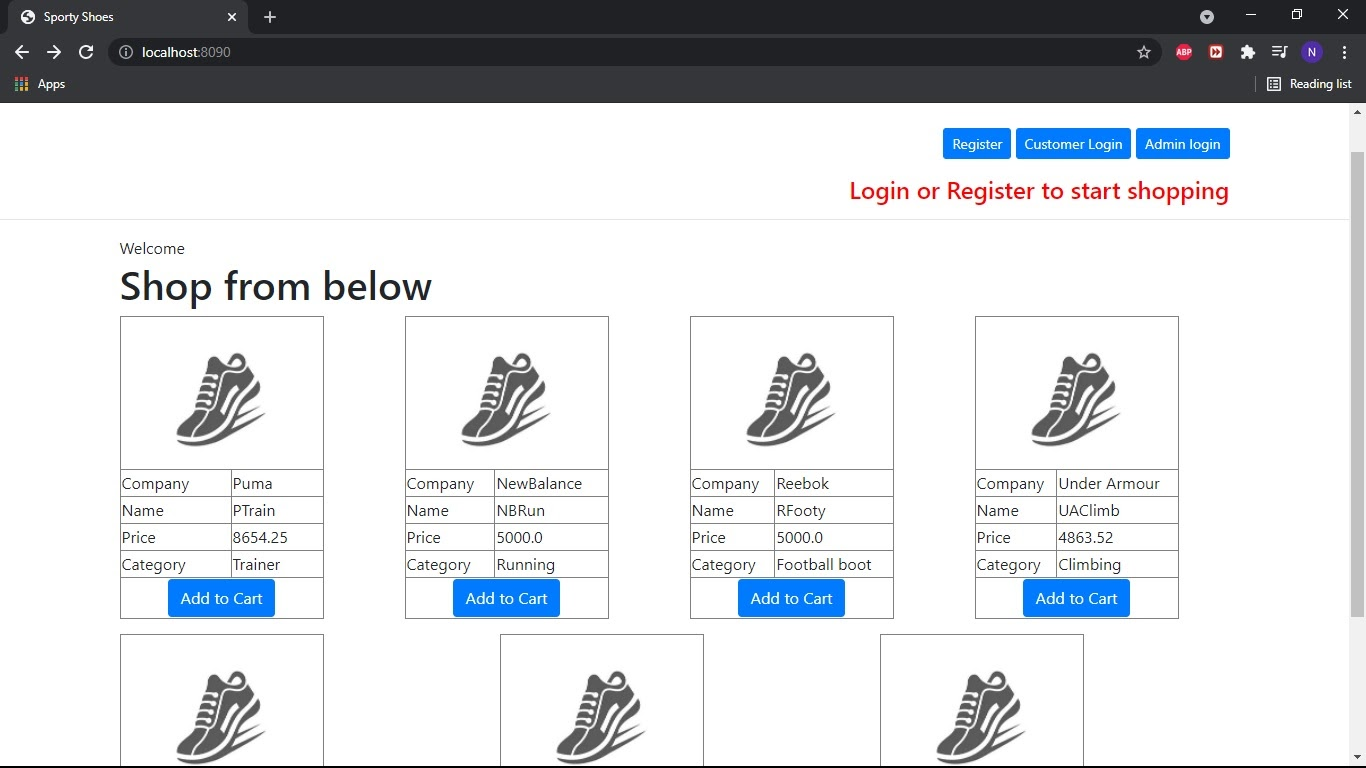 Sporty Shoes
localhost:8090
ABP
N
Apps
Reading list
Register Customer Login Admin login
Login or Register to start shopping
Welcome
Shop from below
Company Puma
Name PTrain
Price 8654.25
Category Trainer
Add to Cart
Company NewBalance
Name NBRun
Price 5000.0
Category Running
Add to Cart
Company Reebok
Name RFooty
Price 5000.0
Category Football boot
Add to Cart
Company Under Armour
Name UAClimb
Price 4863.52
Category Climbing
Add to Cart